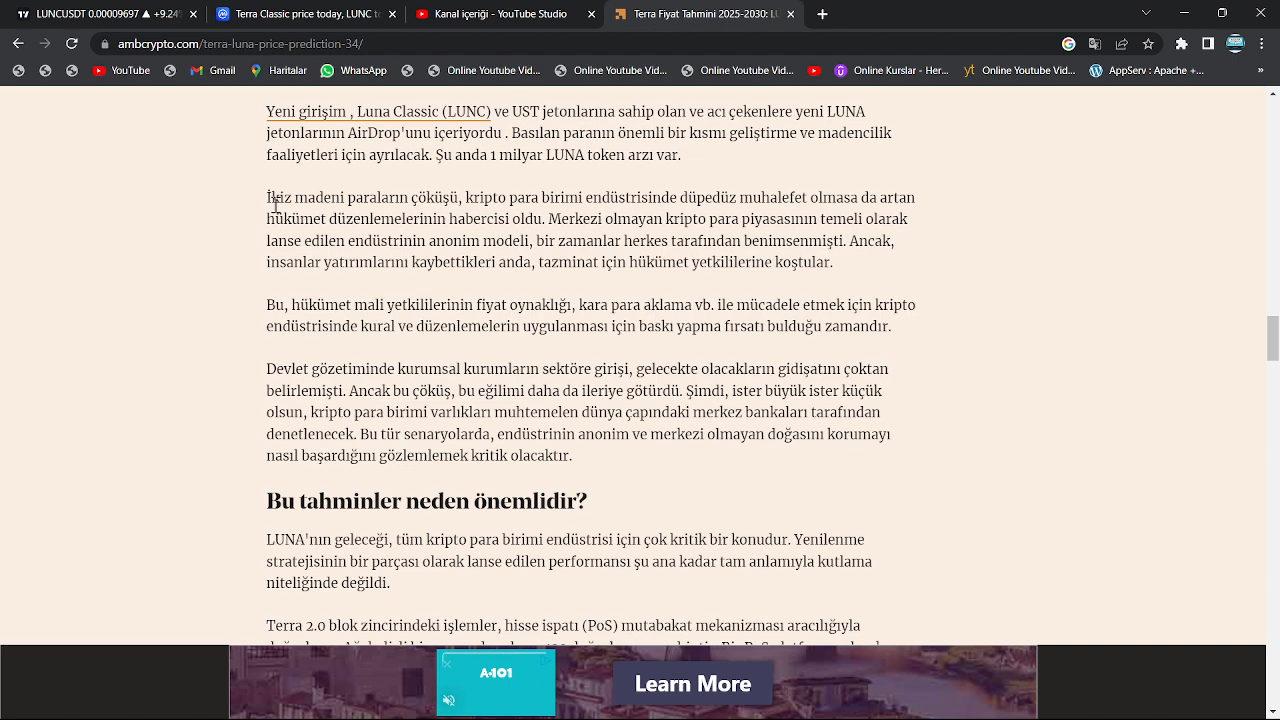 LUNCUSDT 0.00009697 ▲ +9.24%
Terra Classic (LUNC) fiyatı, LUNC to
Kanal içeriği - YouTube Studio
Terra Fiyat Tahmini 2025-2030: LU
ambcrypto.com/terra-luna-price-prediction-34/
YouTube
Gmail
Haritalar
WhatsApp
Online Youtube Vid...
Online Youtube Vid...
Online Kurslar - Her...
yt Online Youtube Vid...
AppServ : Apache +...
Yeni girişim , Luna Classic (LUNC) ve UST jetonlarına sahip olan ve acı çekenlere yeni LUNA
jetonlarının AirDrop'unu içeriyordu . Basılan paranın önemli bir kısmı geliştirme ve madencilik
faaliyetleri için ayrılacak. Şu anda 1 milyar LUNA token arzı var.
İkiz madeni paraların çöküşü, kripto para birimi endüstrisinde düpedüz muhalefet olmasa da artan
hükümet düzenlemelerinin habercisi oldu. Merkezi olmayan kripto para piyasasının temeli olarak
lanse edilen endüstrinin anonim modeli, bir zamanlar herkes tarafından benimsenmişti. Ancak,
insanlar yatırımlarını kaybettikleri anda, tazminat için hükümet yetkililerine koştular.
Bu, hükümet mali yetkililerinin fiyat oynaklığı, kara para aklama vb. ile mücadele etmek için kripto
endüstrisinde kural ve düzenlemelerin uygulanması için baskı yapma fırsatı bulduğu zamandır.
Devlet gözetiminde kurumsal kurumların sektöre girişi, gelecekte olacakların gidişatını çoktan
belirlemişti. Ancak bu çöküş, bu eğilimi daha da ileriye götürdü. Şimdi, ister büyük ister küçük
olsun, kripto para birimi varlıkları muhtemelen dünya çapındaki merkez bankaları tarafından
denetlenecek. Bu tür senaryolarda, endüstrinin anonim ve merkezi olmayan doğasını korumayı
nasıl başardığını gözlemlemek kritik olacaktır.
Bu tahminler neden önemlidir?
LUNA'nın geleceği, tüm kripto para birimi endüstrisi için çok kritik bir konudur. Yenilenme
stratejisinin bir parçası olarak lanse edilen performansı şu ana kadar tam anlamıyla kutlama
niteliğinde değildi.
Terra 2.0 blok zincirindeki işlemler, hisse ispatı (PoS) mutabakat mekanizması aracılığıyla
A101
Learn More